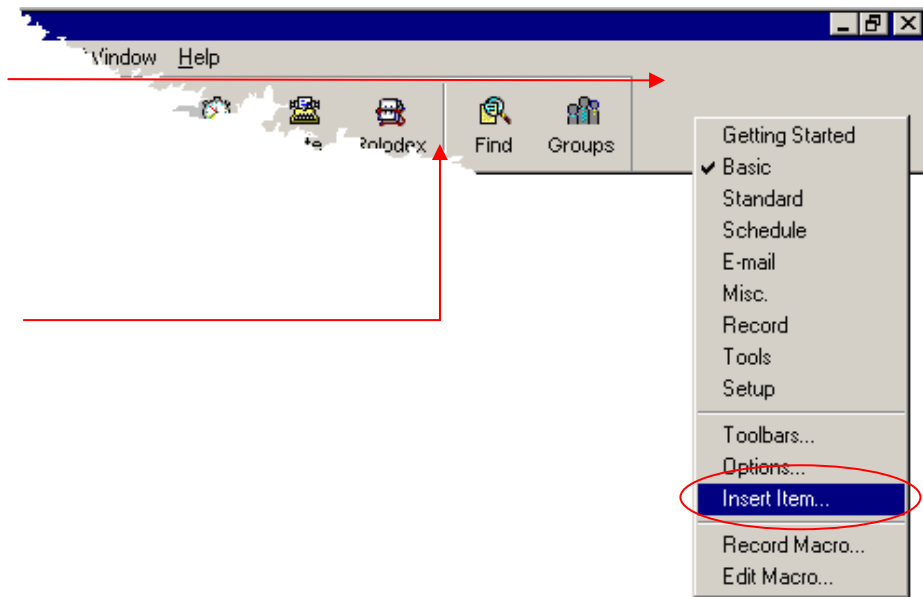 Window Help
Rolodex Find Groups
Getting Started
Basic
Standard
Schedule
E-mail
Misc.
Record
Tools
Setup
Toolbars...
Options...
Insert Item...
Record Macro...
Edit Macro...